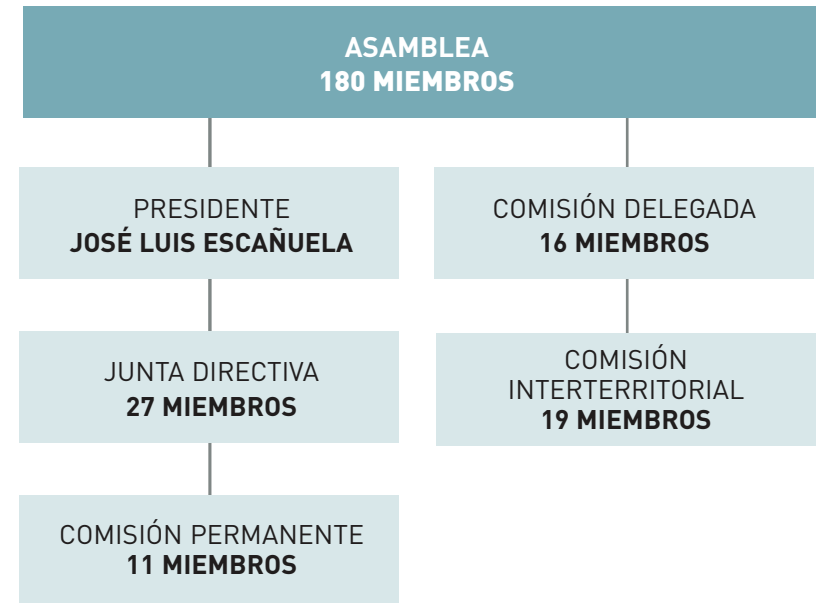 ASAMBLEA
180 MIEMBROS
PRESIDENTE
JOSÉ LUIS ESCAÑUELA
COMISIÓN DELEGADA
16 MIEMBROS
JUNTA DIRECTIVA
27 MIEMBROS
COMISIÓN
INTERTERRITORIAL
19 MIEMBROS
COMISIÓN PERMANENTE
11 MIEMBROS